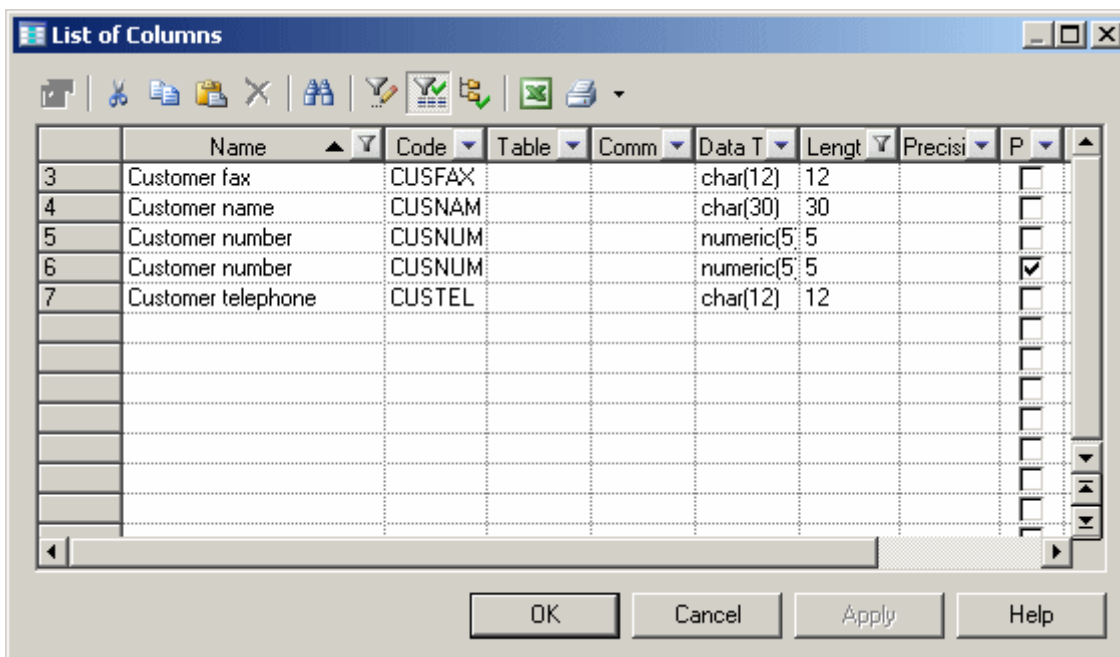 List of Columns
Name Code Table Comm Data T Lengt Precisi P
3 Customer fax CUSFAX char(12) 12
4 Customer name CUSNAM char(30) 30
5 Customer number CUSNUM numeric(5 5
6 Customer number CUSNUM numeric(5 5
7 Customer telephone CUSTEL char(12) 12
OK Cancel Apply Help